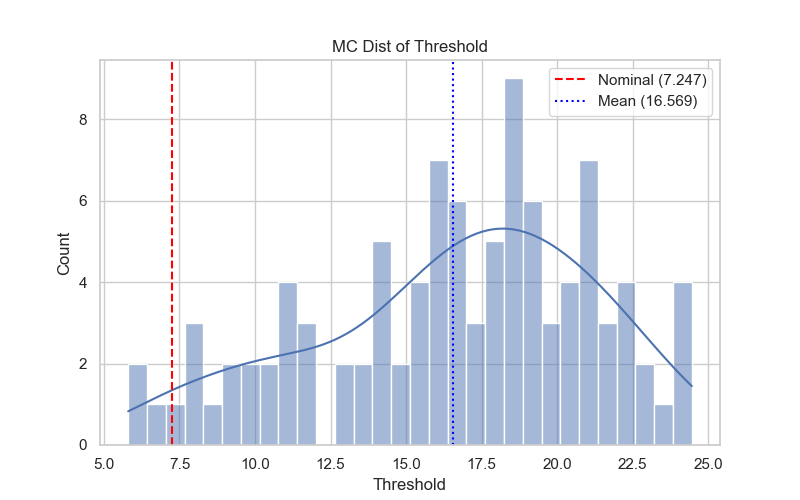 MC Dist of Threshold
Nominal (7.247)
Mean (16.569)
Count
8
6
4
2
0
5.0 7.5 10.0 12.5 15.0 17.5 20.0 22.5 25.0
Threshold